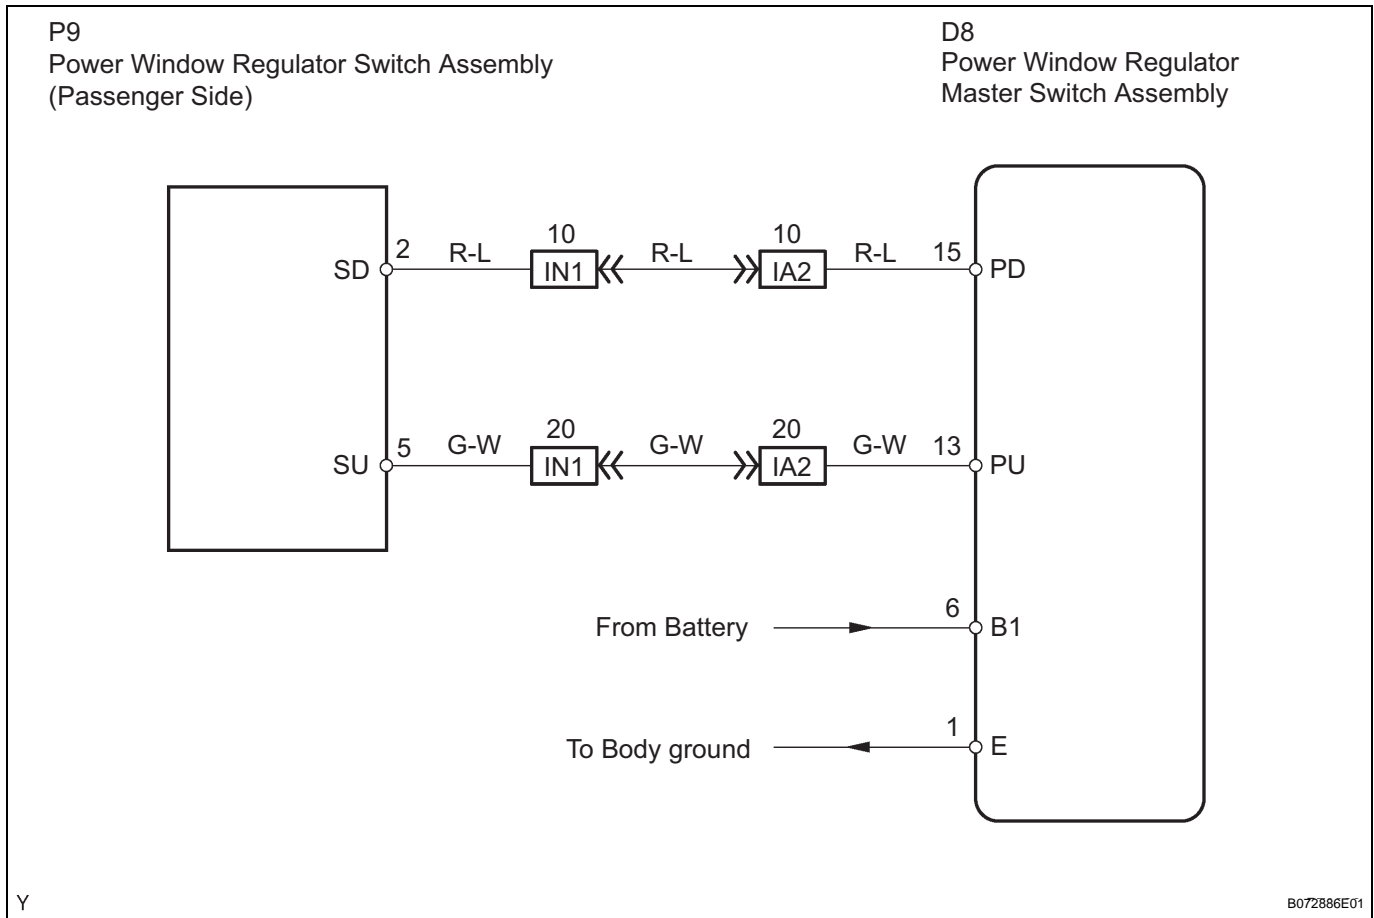 P9
Power Window Regulator Switch Assembly
(Passenger Side)
D8
Power Window Regulator
Master Switch Assembly
SD 2 R-L 10 IN1 R-L 10 IA2 R-L 15 PD
SU 5 G-W 20 IN1 G-W 20 IA2 G-W 13 PU
From Battery 6 B1
To Body ground 1 E
Y
B072886E01